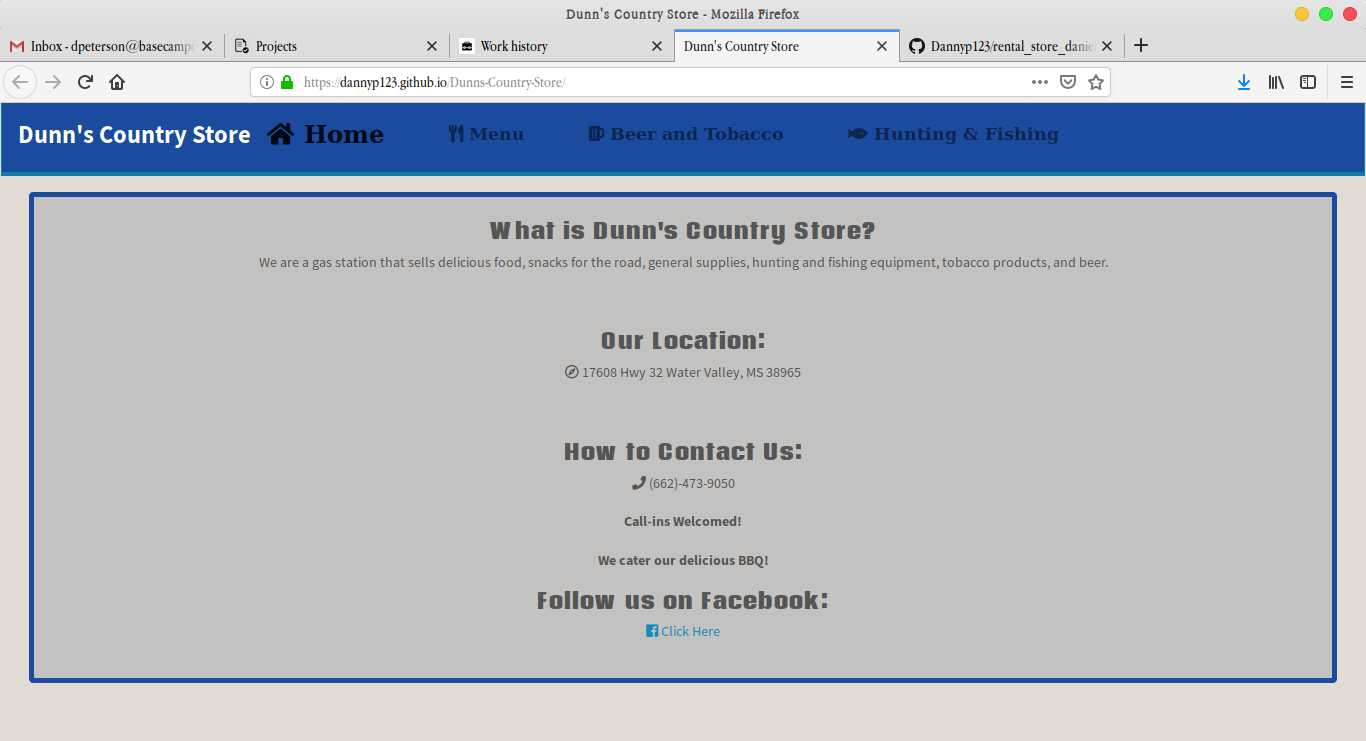 Dunn's Country Store - Mozilla Firefox
Inbox - dpeterson@basecamp
Projects
Work history
Dunn's Country Store
Dannyp123/rental_store_danie
https://dannyp123.github.io/Dunns-Country-Store/
Dunn's Country Store Home Menu Beer and Tobacco Hunting & Fishing
What is Dunn's Country Store?
We are a gas station that sells delicious food, snacks for the road, general supplies, hunting and fishing equipment, tobacco products, and beer.
Our Location:
17608 Hwy 32 Water Valley, MS 38965
How to Contact Us:
(662)-473-9050
Call-ins Welcomed!
We cater our delicious BBQ!
Follow us on Facebook:
Click Here